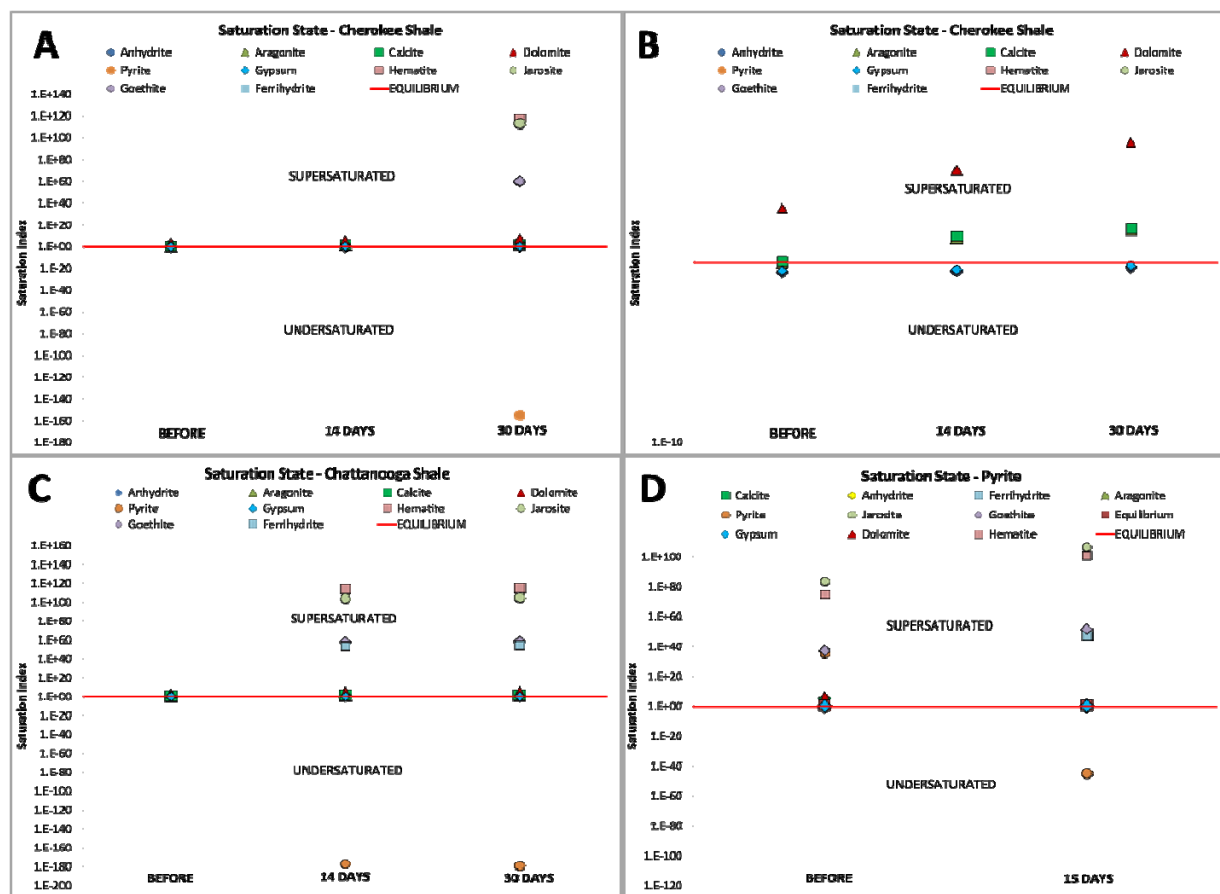 A
Saturation State - Cherokee Shale
Anhydrite Aragonite Calcite Dolomite
Pyrite Gypsum Hematite Jarosite
Goethite Ferrihydrite EQUILIBRIUM
Saturation Index
1.E+140
1.E+120
1.E+100
1.E+80
1.E+60
1.E+40
1.E+20
1.E+00
1.E-20
1.E-40
1.E-60
1.E-80
1.E-100
1.E-120
1.E-140
1.E-160
1.E-180
SUPERSATURATED
UNDERSATURATED
BEFORE 14 DAYS 30 DAYS
B
Saturation State - Cherokee Shale
Anhydrite Aragonite Calcite Dolomite
Pyrite Gypsum Hematite Jarosite
Goethite Ferrihydrite EQUILIBRIUM
Saturation Index
SUPERSATURATED
UNDERSATURATED
1.E-10
BEFORE 14 DAYS 30 DAYS
C
Saturation State - Chattanooga Shale
Anhydrite Aragonite Calcite Dolomite
Pyrite Gypsum Hematite Jarosite
Goethite Ferrihydrite EQUILIBRIUM
Saturation Index
1.E+160
1.E+140
1.E+120
1.E+100
1.E+80
1.E+60
1.E+40
1.E+20
1.E+00
1.E-20
1.E-40
1.E-60
1.E-80
1.E-100
1.E-120
1.E-140
1.E-160
1.E-180
1.E-200
SUPERSATURATED
UNDERSATURATED
BEFORE 14 DAYS 30 DAYS
D
Saturation State - Pyrite
Calcite Anhydrite Ferrihydrite Aragonite
Pyrite Jarosite Goethite Equilibrium
Gypsum Dolomite Hematite EQUILIBRIUM
Saturation Index
1.E+100
1.E+80
1.E+60
1.E+40
1.E+20
1.E+00
1.E-20
1.E-40
1.E-60
1.E-80
1.E-100
1.E-120
SUPERSATURATED
UNDERSATURATED
BEFORE 15 DAYS